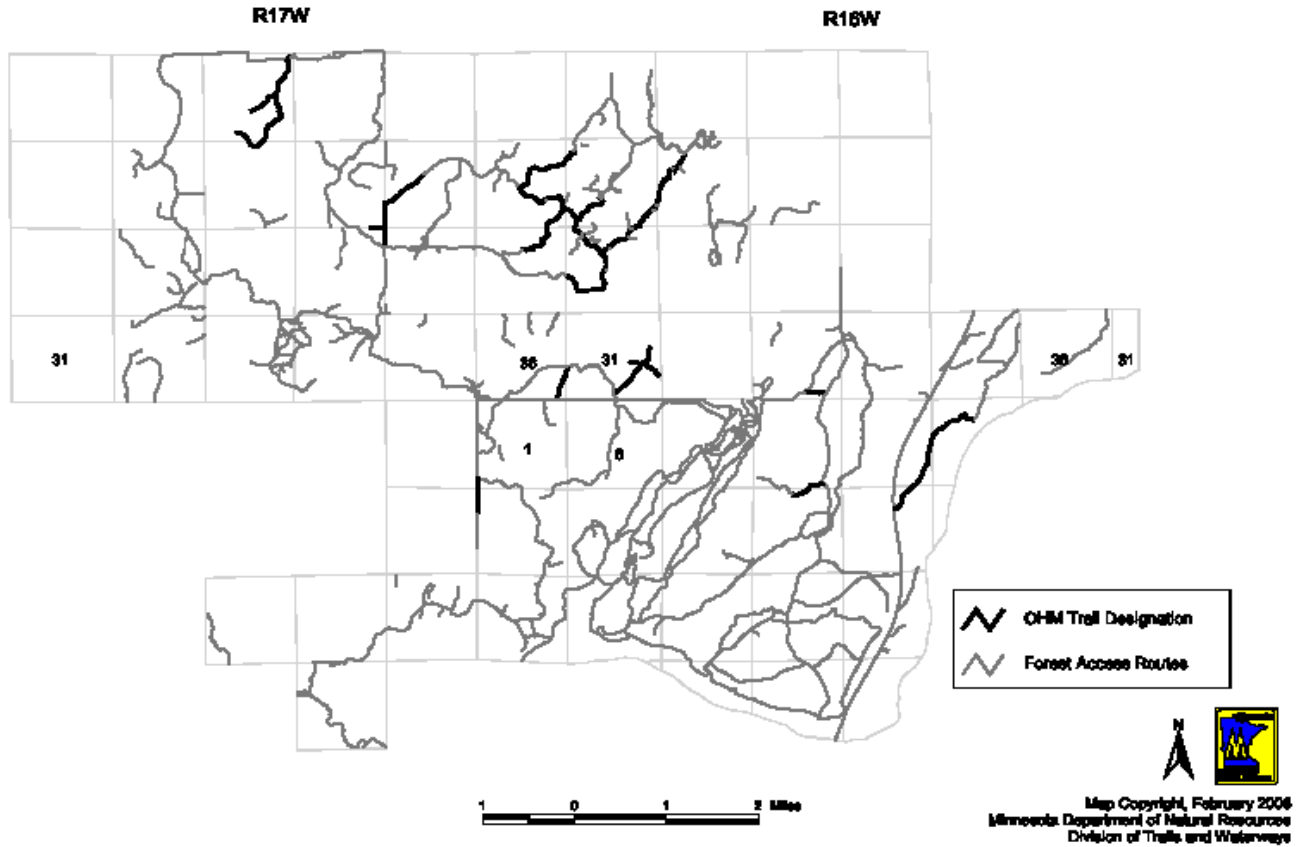 R17W R16W
31 36 31 36 31
1 6
OHM Trail Designation
Forest Access Routes
N
1 0 1 2 Miles
Map Copyright, February 2006
Minnesota Department of Natural Resources
Division of Trails and Waterways